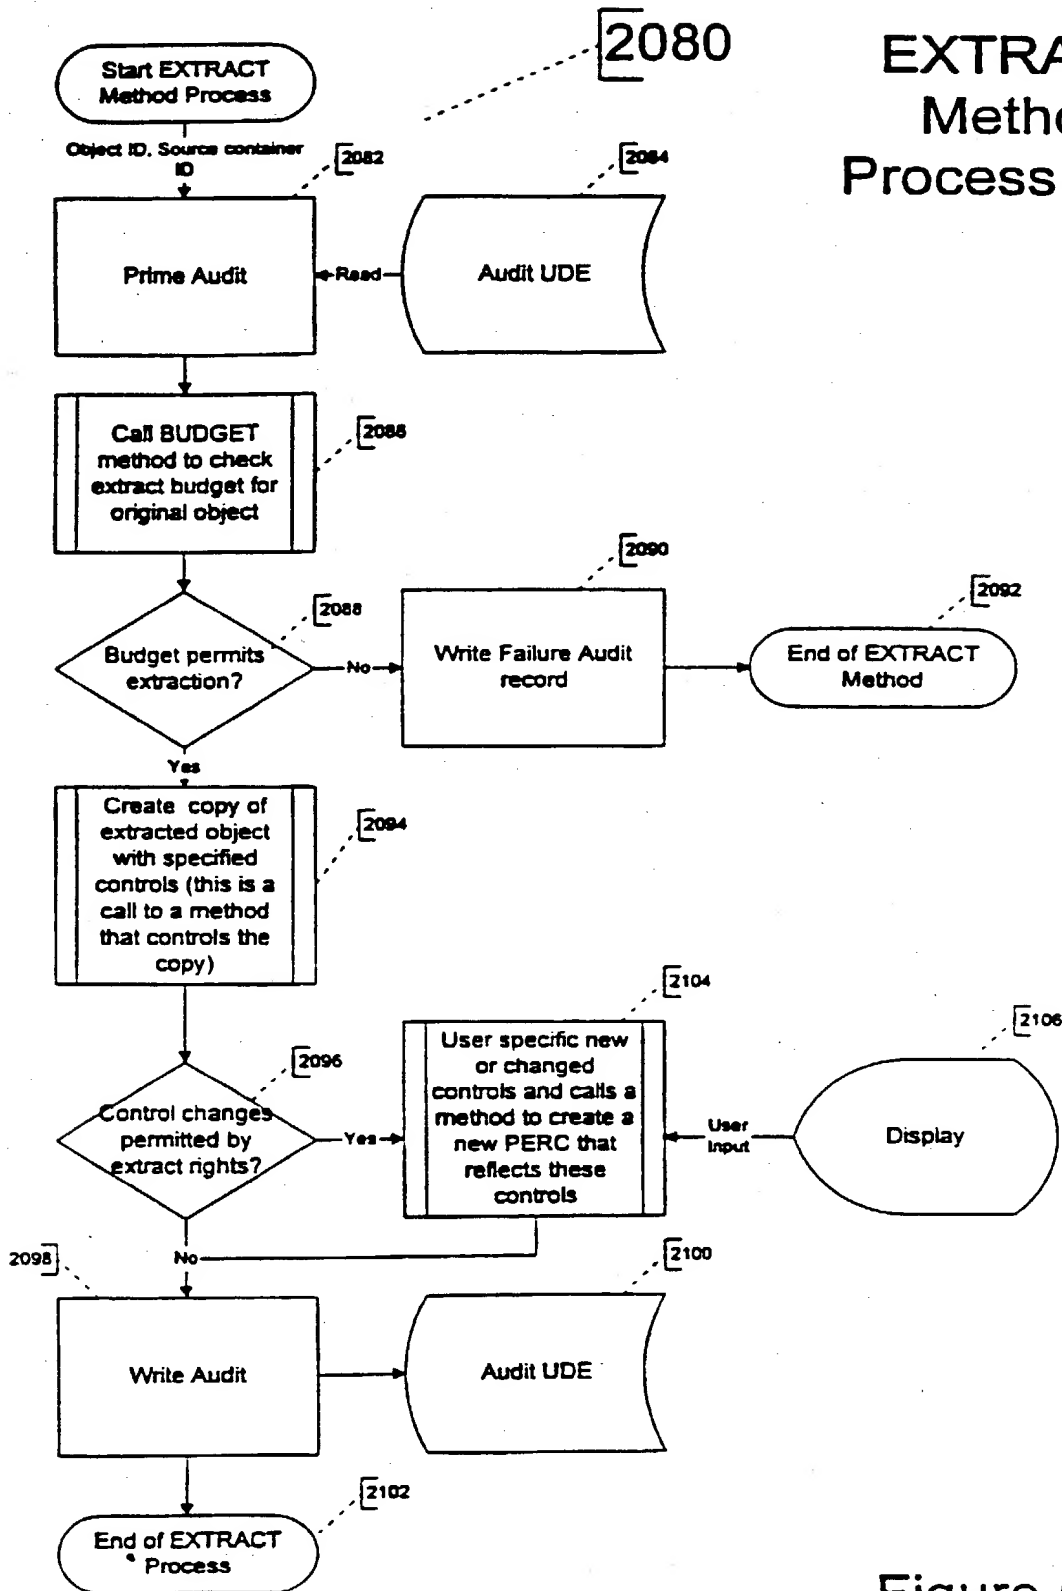 2080
EXTRA
Metho
Process
Start EXTRACT
Method Process
Object ID, Source container
ID
2082
2084
Prime Audit
Read
Audit UDE
Call BUDGET
method to check
extract budget for
original object
2088
Budget permits
extraction?
2088
No
Write Failure Audit
record
2090
End of EXTRACT
Method
2092
Yes
Create copy of
extracted object
with specified
controls (this is a
call to a method
that controls the
copy)
2094
Control changes
permitted by
extract rights?
2096
Yes
User specific new
or changed
controls and calls a
method to create a
new PERC that
reflects these
controls
2104
User
Input
Display
2106
No
2098
Write Audit
Audit UDE
2100
End of EXTRACT
Process
2102
Figure